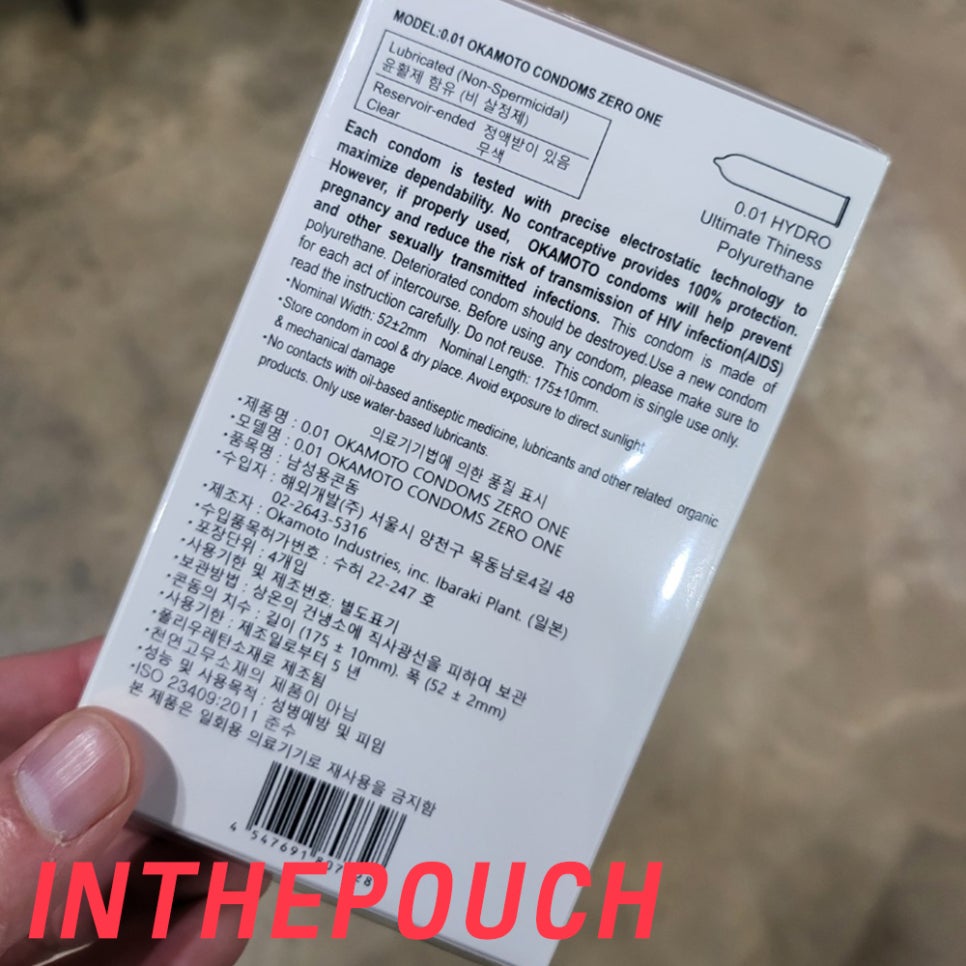 MODEL:0.01 OKAMOTO CONDOMS ZERO ONE
Lubricated (Non-Spermicidal)
윤활제 함유 (비 살정제)
Reservoir-ended 정액받이 있음
Clear 무색
0.01 HYDRO
Ultimate Thiness
Polyurethane
Each condom is tested with precise electrostatic technology to
maximize dependability. No contraceptive provides 100% protection.
However, if properly used, OKAMOTO condoms will help prevent
pregnancy and reduce the risk of transmission of HIV infection(AIDS)
and other sexually transmitted infections. This condom is made of
polyurethane. Deteriorated condom should be destroyed.Use a new condom
for each act of intercourse. Before using any condom, please make sure to
read the instruction carefully. Do not reuse. This condom is single use only.
•Nominal Width: 52±2mm Nominal Length: 175±10mm.
•Store condom in cool & dry place. Avoid exposure to direct sunlight
& mechanical damage
•No contacts with oil-based antiseptic medicine, lubricants and other related organic
products. Only use water-based lubricants.
의료기기법에 의한 품질 표시
•제품명 : 0.01 OKAMOTO CONDOMS ZERO ONE
•모델명 : 0.01 OKAMOTO CONDOMS ZERO ONE
•품목명 : 남성용콘돔
•수입자 : 해외개발(주) 서울시 양천구 목동남로4길 48
02-2643-5316
•제조자 : Okamoto Industries, inc. Ibaraki Plant. (일본)
•수입품목허가번호 : 수허 22-247 호
•포장단위 : 4개입
•사용기한 및 제조번호: 별도표기
•보관방법 : 상온의 건냉소에 직사광선을 피하여 보관
•콘돔의 치수 : 길이 (175 ± 10mm). 폭 (52 ± 2mm)
•사용기한 : 제조일로부터 5 년
•폴리우레탄소재로 제조됨
•천연고무소재의 제품이 아님
•성능 및 사용목적 : 성병예방 및 피임
•ISO 23409:2011 준수
본 제품은 일회용 의료기기로 재사용을 금지함
4 547691
INTHEPOUCH